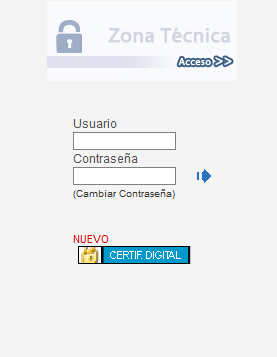 Zona Técnica
Acceso
Usuario
Contraseña
(Cambiar Contraseña)
NUEVO
CERTIF. DIGITAL